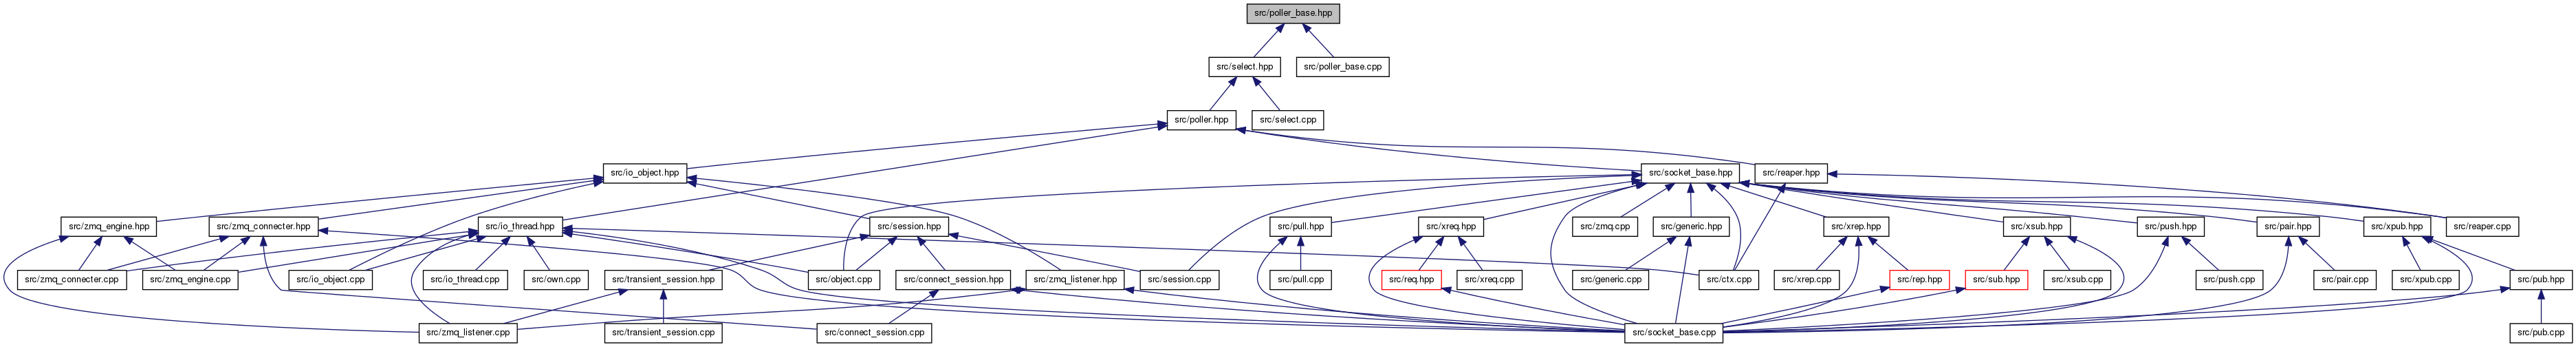 src/poller_base.hpp
src/select.hpp
src/poller_base.cpp
src/poller.hpp
src/select.cpp
src/io_object.hpp
src/socket_base.hpp
src/reaper.hpp
src/zmq_engine.hpp
src/zmq_connecter.hpp
src/io_thread.hpp
src/session.hpp
src/pull.hpp
src/xreq.hpp
src/zmq.cpp
src/generic.hpp
src/xrep.hpp
src/xsub.hpp
src/push.hpp
src/pair.hpp
src/xpub.hpp
src/reaper.cpp
src/zmq_connecter.cpp
src/zmq_engine.cpp
src/io_object.cpp
src/io_thread.cpp
src/own.cpp
src/transient_session.hpp
src/object.cpp
src/connect_session.hpp
src/zmq_listener.hpp
src/session.cpp
src/pull.cpp
src/req.hpp
src/xreq.cpp
src/generic.cpp
src/ctx.cpp
src/xrep.cpp
src/rep.hpp
src/sub.hpp
src/xsub.cpp
src/push.cpp
src/pair.cpp
src/xpub.cpp
src/pub.hpp
src/zmq_listener.cpp
src/transient_session.cpp
src/connect_session.cpp
src/socket_base.cpp
src/pub.cpp